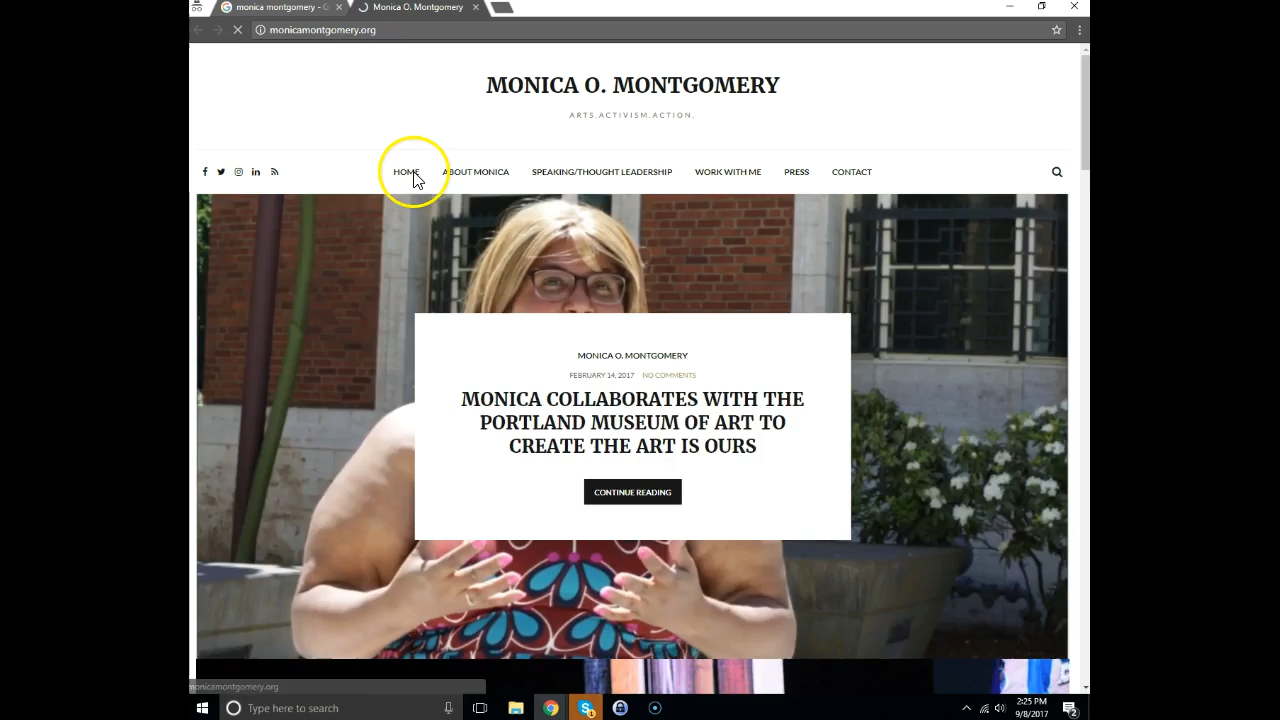 monica montgomery - G
Monica O. Montgomery
monicamontgomery.org
MONICA O. MONTGOMERY
ARTS.ACTIVISM.ACTION.
HOME ABOUT MONICA SPEAKING/THOUGHT LEADERSHIP WORK WITH ME PRESS CONTACT
MONICA O. MONTGOMERY
FEBRUARY 14, 2017 NO COMMENTS
MONICA COLLABORATES WITH THE
PORTLAND MUSEUM OF ART TO
CREATE THE ART IS OURS
CONTINUE READING
monicamontgomery.org
Type here to search
2:25 PM
9/8/2017